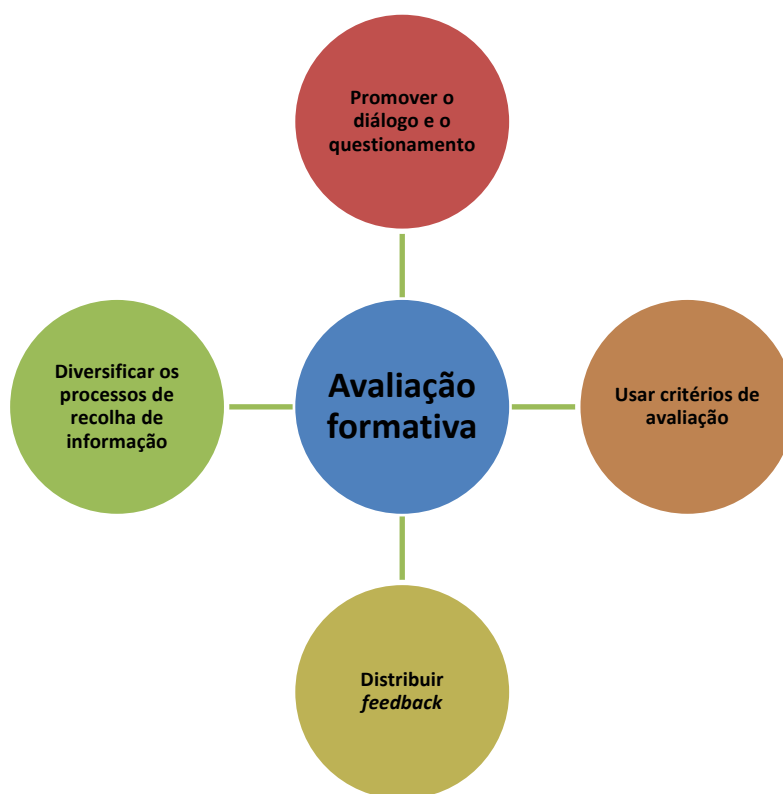 Promover o
diálogo e o
questionamento
Diversificar os
processos de
recolha de
informação
Avaliação
formativa
Usar critérios de
avaliação
Distribuir
feedback